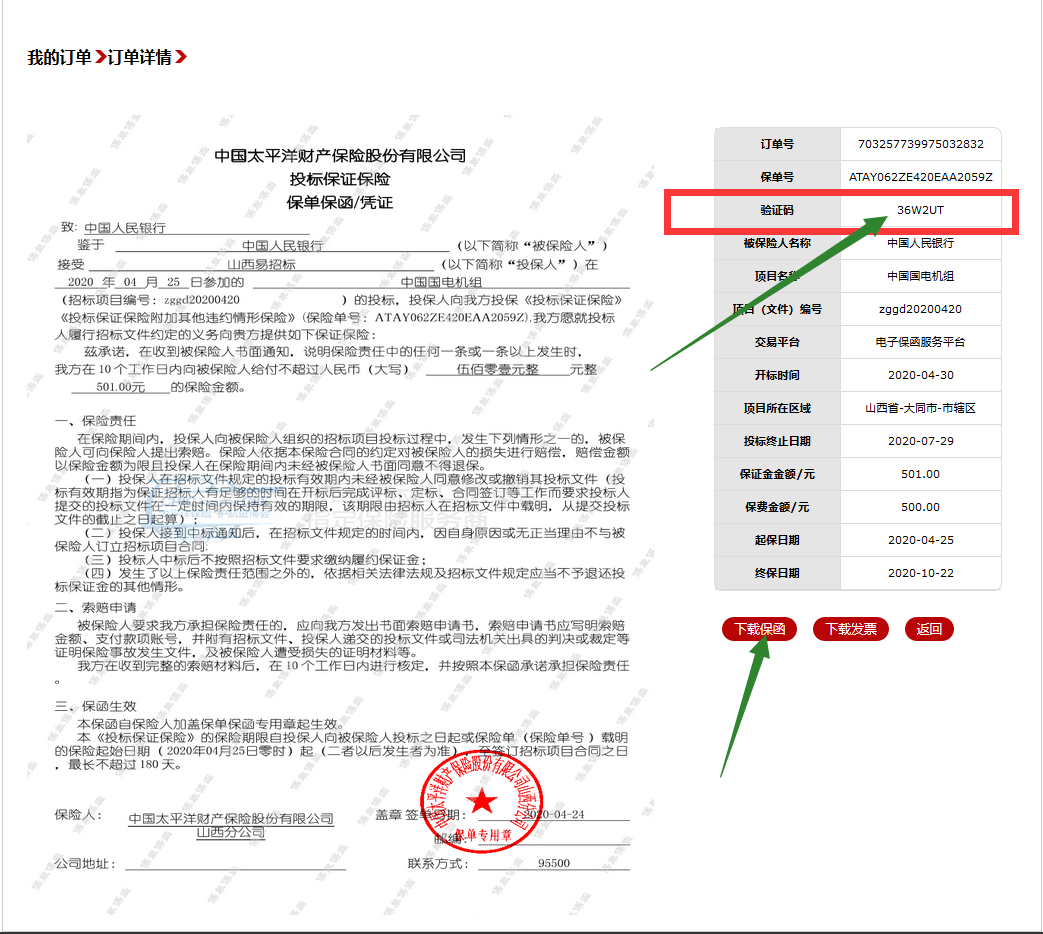 我的订单 订单详情
中国太平洋财产保险股份有限公司
投标保证保险
保单保函/凭证
致: 中国人民银行
鉴于 中国人民银行 (以下简称“被保险人”)
接受 山西易招标 (以下简称“投保人”) 在
2020 年 04 月 25 日参加的 中国国电机组
(招标项目编号: zggd20200420 ) 的投标, 投保人向我方投保《投标保证保险》
《投标保证保险附加其他违约情形保险》(保险单号: ATAY062ZE420EAA2059Z),我方愿就投标
人履行招标文件约定的义务向贵方提供如下保证保险:
兹承诺, 在收到被保险人书面通知, 说明保险责任中的任何一条或一条以上发生时,
我方在 10 个工作日内向被保险人给付不超过人民币 (大写) 伍佰零壹元整 元整
501.00元 的保险金额。
一、保险责任
在保险期间内, 投保人向被保险人组织的招标项目投标过程中, 发生下列情形之一的, 被保
险人可向保险人提出索赔。保险人依据本保险合同的约定对被保险人的损失进行赔偿, 赔偿金额
以保险金额为限且投保人在保险期间内未经被保险人书面同意不得退保。
(一) 投保人在招标文件规定的投标有效期内未经被保险人同意修改或撤销其投标文件 (投
标有效期指为保证招标人有足够的时间在开标后完成评标、定标、合同签订等工作而要求投标人
提交的投标文件在一定时间内保持有效的期限, 该期限由招标人在招标文件中载明, 从提交投标
文件的截止之日起算) ;
(二) 投保人接到中标通知后, 在招标文件规定的时间内, 因自身原因或无正当理由不与被
保险人订立招标项目合同;
(三) 投标人中标后不按照招标文件要求缴纳履约保证金;
(四) 发生了以上保险责任范围之外的, 依据相关法律法规及招标文件规定应当不予退还投
标保证金的其他情形。
二、索赔申请
被保险人要求我方承担保险责任的, 应向我方发出书面索赔申请书, 索赔申请书应写明索赔
金额、支付款项账号, 并附有招标文件、投保人递交的投标文件或司法机关出具的判决或裁定等
证明保险事故发生文件, 及被保险人遭受损失的证明材料等。
我方在收到完整的索赔材料后, 在 10 个工作日内进行核定, 并按照本保函承诺承担保险责任
。
三、保函生效
本保函自保险人加盖保单保函专用章起生效。
本《投标保证保险》的保险期限自投保人向被保险人投标之日起或保险单 (保险单号 ) 载明
的保险起始日期 (2020年04月25日零时) 起 (二者以后发生者为准), 至签订招标项目合同之日
, 最长不超过 180 天。
保险人: 中国太平洋财产保险股份有限公司
山西分公司
盖章 签单日期: 2020-04-24
邮编:
公司地址: 联系方式: 95500
中国太平洋财产保险股份有限公司山西分公司
保单专用章
指定保险服务商
订单号 703257739975032832
保单号 ATAY062ZE420EAA2059Z
验证码 36W2UT
被保险人名称 中国人民银行
项目名称 中国国电机组
项目 (文件) 编号 zggd20200420
交易平台 电子保函服务平台
开标时间 2020-04-30
项目所在区域 山西省-大同市-市辖区
投标终止日期 2020-07-29
保证金金额/元 501.00
保费金额/元 500.00
起保日期 2020-04-25
终保日期 2020-10-22
下载保函 下载发票 返回